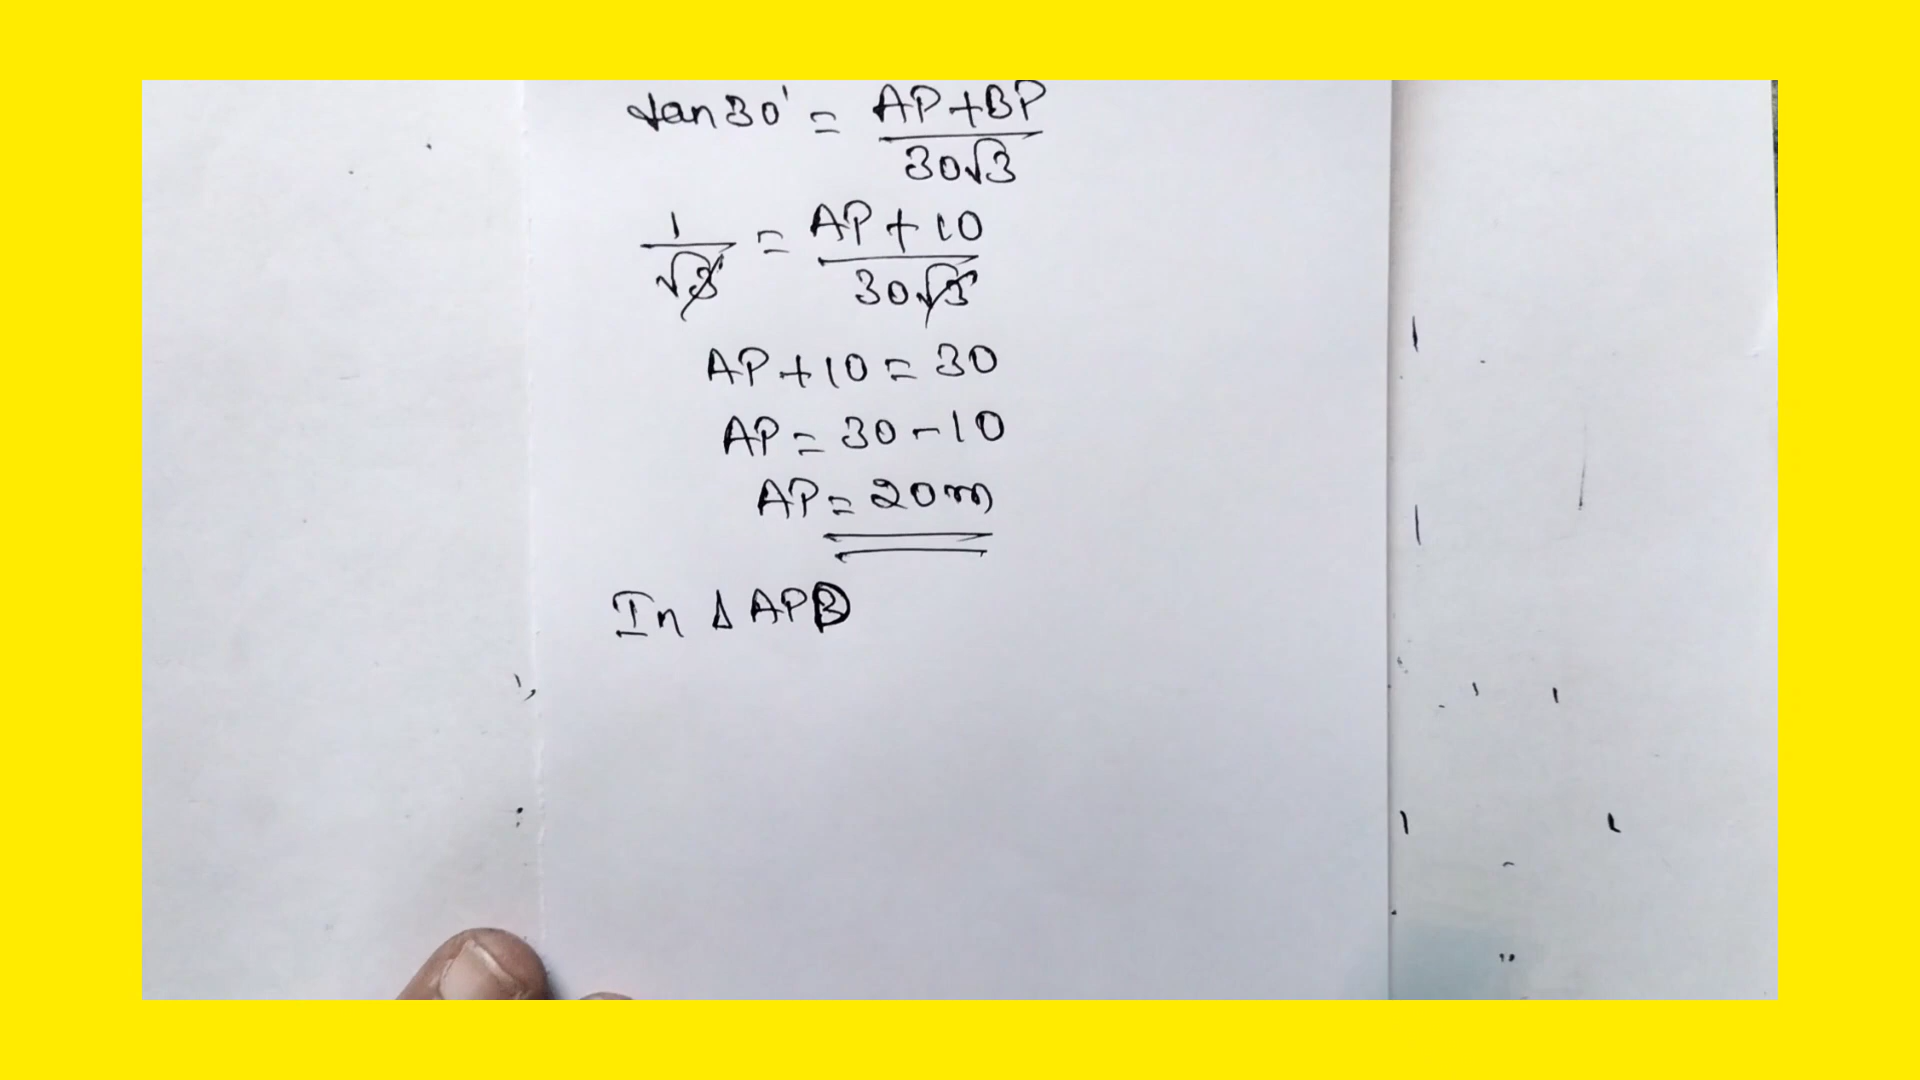 tan 30' = AP + BP / 30√3
1 / √3 = AP + 10 / 30√3
AP + 10 = 30
AP = 30 - 10
AP = 20m
In Δ APB